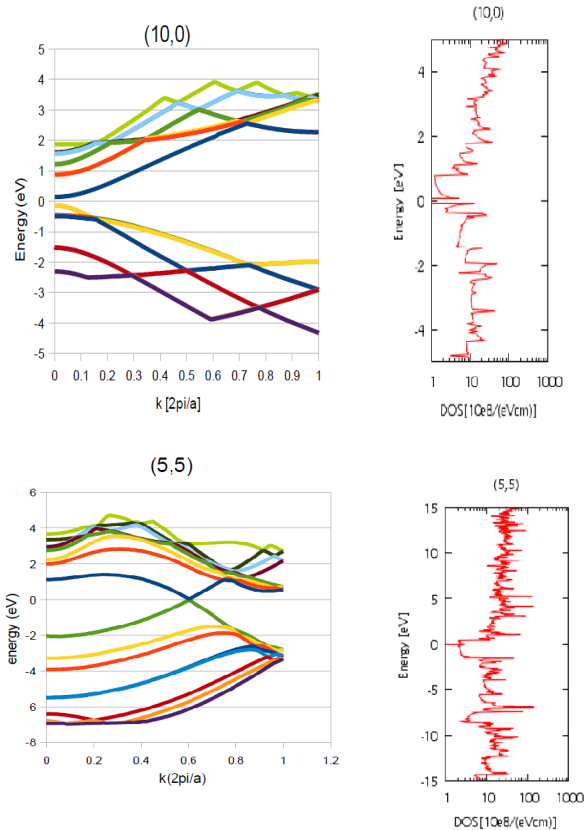 (10,0)
5
4
3
2
1
0
-1
-2
-3
-4
-5
Energy (eV)
0 0.1 0.2 0.3 0.4 0.5 0.6 0.7 0.8 0.9 1
k [2pi/a]
(10,0)
4
2
0
-2
-4
Energy [eV]
1 10 100 1000
DOS[10e8/(eVcm)]
(5,5)
6
4
2
0
-2
-4
-6
-8
energy (eV)
0 0.2 0.4 0.6 0.8 1 1.2
k(2pi/a)
(5,5)
15
10
5
0
-5
-10
-15
Energy [eV]
1 10 100 1000
DOS[10e8/(eVcm)]